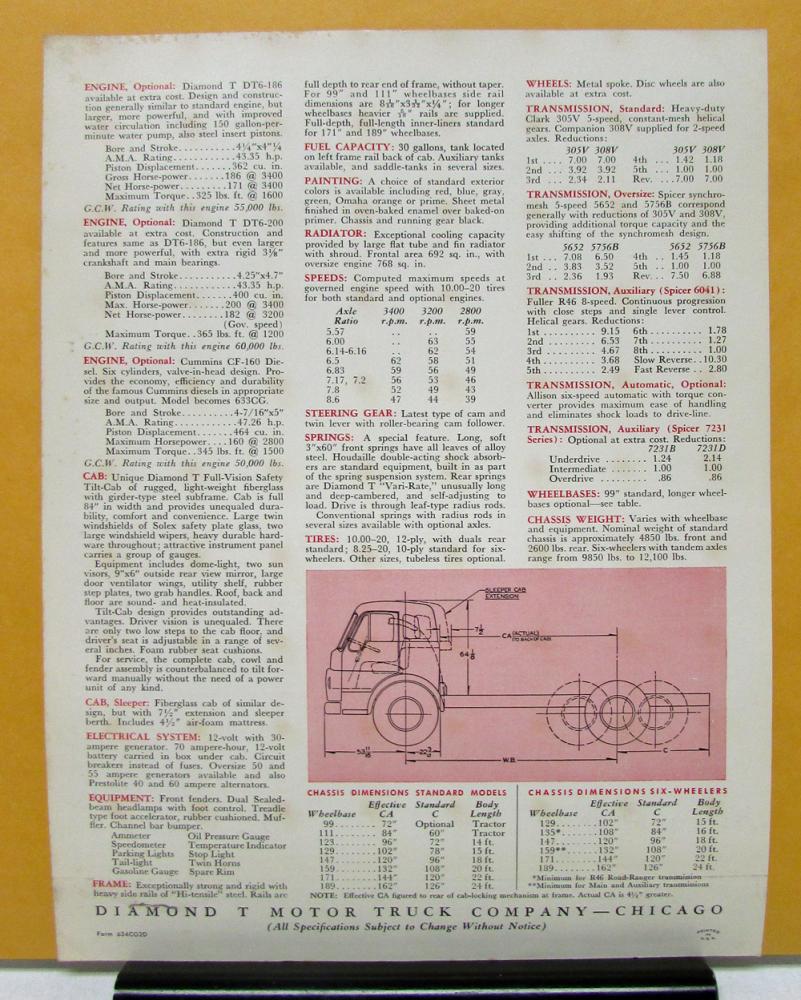 ENGINE, Optional: Diamond T DT6-186
available at extra cost. Design and construc-
tion generally similar to standard engine, but
larger, more powerful, and with improved
water circulation including 150 gallon-per-
minute water pump, also steel insert pistons.
Bore and Stroke..........4¼"x4"¼
A.M.A. Rating...........43.35 h.p.
Piston Displacement......362 cu. in.
Gross Horse-power.......186 @ 3400
Net Horse-power.........171 @ 3400
Maximum Torque..325 lbs. ft. @ 1600
G.C.W. Rating with this engine 55,000 lbs.
ENGINE, Optional: Diamond T DT6-200
available at extra cost. Construction and
features same as DT6-186, but even larger
and more powerful, with extra rigid 3⅛"
crankshaft and main bearings.
Bore and Stroke..........4.25"x4.7"
A.M.A. Rating...........43.35 h.p.
Piston Displacement.......400 cu. in.
Max. Horse-power........200 @ 3400
Net Horse-power.........182 @ 3200
(Gov. speed)
Maximum Torque..365 lbs. ft. @ 1200
G.C.W. Rating with this engine 60,000 lbs.
ENGINE, Optional: Cummins CF-160 Die-
sel. Six cylinders, valve-in-head design. Pro-
vides the economy, efficiency and durability
of the famous Cummins diesels in appropriate
size and output. Model becomes 633CG.
Bore and Stroke.........4-7/16"x5"
A.M.A. Rating...........47.26 h.p.
Piston Displacement.......464 cu. in.
Maximum Horsepower....160 @ 2800
Maximum Torque..345 lbs. ft. @ 1500
G.C.W. Rating with this engine 50,000 lbs.
CAB: Unique Diamond T Full-Vision Safety
Tilt-Cab of rugged, light-weight fiberglass
with girder-type steel subframe. Cab is full
84" in width and provides unequaled dura-
bility, comfort and convenience. Large twin
windshields of Solex safety plate glass, two
large windshield wipers, heavy durable hard-
ware throughout; attractive instrument panel
carries a group of gauges.
Equipment includes dome-light, two sun
visors, 9"x6" outside rear view mirror, large
door ventilator wings, utility shelf, rubber
step plates, two grab handles. Roof, back and
floor are sound- and heat-insulated.
Tilt-Cab design provides outstanding ad-
vantages. Driver vision is unequaled. There
are only two low steps to the cab floor, and
driver's seat is adjustable in a range of sev-
eral inches. Foam rubber seat cushions.
For service, the complete cab, cowl and
fender assembly is counterbalanced to tilt for-
ward manually without the need of a power
unit of any kind.
CAB, Sleeper: Fiberglass cab of similar de-
sign, but with 7½" extension and sleeper
berth. Includes 4½" air-foam mattress.
ELECTRICAL SYSTEM: 12-volt with 30-
ampere generator. 70 ampere-hour, 12-volt
battery carried in box under cab. Circuit
breakers instead of fuses. Oversize 50 and
55 ampere generators available and also
Prestolite 40 and 60 ampere alternators.
EQUIPMENT: Front fenders. Dual Sealed-
beam headlamps with foot control. Treadle
type foot accelerator, rubber cushioned. Muf-
fler. Channel bar bumper.
Ammeter Oil Pressure Gauge
Speedometer Temperature Indicator
Parking Lights Stop Light
Tail-light Twin Horns
Gasoline Gauge Spare Rim
FRAME: Exceptionally strong and rigid with
heavy side rails of "Hi-tensile" steel. Rails are
full depth to rear end of frame, without taper.
For 99" and 111" wheelbases side rail
wheelbases heavier rails are supplied.
Full-depth, full-length inner-liners standard
for 171" and 189" wheelbases.
FUEL CAPACITY: 30 gallons, tank located
on left frame rail back of cab. Auxiliary tanks
available, and saddle-tanks in several sizes.
PAINTING: A choice of standard exterior
colors is available including red, blue, gray,
green, Omaha orange or prime. Sheet metal
finished in oven-baked enamel over baked-on
primer. Chassis and running gear black.
RADIATOR: Exceptional cooling capacity
provided by large flat tube and fin radiator
with shroud. Frontal area 692 sq. in., with
oversize engine 768 sq. in.
SPEEDS: Computed maximum speeds at
governed engine speed with 10.00-20 tires
for both standard and optional engines.
Axle 3400 3200 2800
Ratio r.p.m. r.p.m. r.p.m.
5.57 .. .. 59
6.00 .. 63 55
6.14-6.16 .. 62 54
6.5 62 58 51
6.83 59 56 49
7.17, 7.2 56 53 46
7.8 52 49 43
8.6 47 44 39
STEERING GEAR: Latest type of cam and
twin lever with roller-bearing cam follower.
SPRINGS: A special feature. Long, soft
3"x60" front springs have all leaves of alloy
steel. Houdaille double-acting shock absorb-
ers are standard equipment, built in as part
of the spring suspension system. Rear springs
are Diamond T "Vari-Rate," unusually long
and deep-cambered, and self-adjusting to
load. Drive is through leaf-type radius rods.
Conventional springs with radius rods in
several sizes available with optional axles.
TIRES: 10.00-20, 12-ply, with duals rear
standard; 8.25-20, 10-ply standard for six-
wheelers. Other sizes, tubeless tires optional.
WHEELS: Metal spoke. Disc wheels are also
available at extra cost.
TRANSMISSION, Standard: Heavy-duty
Clark 305V 5-speed, constant-mesh helical
gears. Companion 308V supplied for 2-speed
axles. Reductions:
305V 308V 305V 308V
1st .... 7.00 7.00 4th ... 1.42 1.18
2nd ... 3.92 3.92 5th ... 1.00 1.00
3rd ... 2.34 2.11 Rev. ...7.00 7.00
TRANSMISSION, Oversize: Spicer synchro-
mesh 5-speed 5652 and 5756B correspond
generally with reductions of 305V and 308V,
providing additional torque capacity and the
easy shifting of the synchromesh design.
5652 5756B 5652 5756B
1st ... 7.08 6.50 4th .. 1.45 1.18
2nd .. 3.83 3.52 5th .. 1.00 1.00
3rd .. 2.36 1.93 Rev... 7.50 6.88
TRANSMISSION, Auxiliary (Spicer 6041):
Fuller R46 8-speed. Continuous progression
with close steps and single lever control.
Helical gears. Reductions:
1st.......... 9.15 6th.......... 1.78
2nd ......... 6.53 7th.......... 1.27
3rd ......... 4.67 8th.......... 1.00
4th.......... 3.68 Slow Reverse..10.30
5th.......... 2.49 Fast Reverse .. 2.80
TRANSMISSION, Automatic, Optional:
Allison six-speed automatic with torque con-
verter provides maximum ease of handling
and eliminates shock loads to drive-line.
TRANSMISSION, Auxiliary (Spicer 7231
Series): Optional at extra cost. Reductions:
7231B 7231D
Underdrive ........ 1.24 2.14
Intermediate ....... 1.00 1.00
Overdrive ......... .86 .86
WHEELBASES: 99" standard, longer wheel-
bases optional—see table.
CHASSIS WEIGHT: Varies with wheelbase
and equipment. Nominal weight of standard
chassis is approximately 4850 lbs. front and
2600 lbs. rear. Six-wheelers with tandem axles
range from 9850 lbs. to 12,100 lbs.
SLEEPER CAB
EXTENSION
7½
CA (ACTUAL)
(TO BACK OF CAB)
64⅛
W.B.
C
CHASSIS DIMENSIONS STANDARD MODELS
Effective Standard Body
Wheelbase CA C Length
99........ 72" Optional Tractor
111........ 84" 60" Tractor
123........ 96" 72" 14 ft.
129........102" 78" 15 ft.
147........120" 96" 18 ft.
159........132" 108" 20 ft.
171........144" 120" 22 ft.
189........162" 126" 24 ft.
CHASSIS DIMENSIONS SIX-WHEELERS
Effective Standard Body
Wheelbase CA C Length
129........102" 72" 15 ft.
135*.......108" 84" 16 ft.
147........120" 96" 18 ft.
159**......132" 108" 20 ft.
171........144" 120" 22 ft.
189........162" 126" 24 ft.
*Minimum for R46 Road-Ranger transmission
**Minimum for Main and Auxiliary transmissions
NOTE: Effective CA figured to rear of cab-locking mechanism at frame. Actual CA is 4½" greater.
DIAMOND T MOTOR TRUCK COMPANY—CHICAGO
(All Specifications Subject to Change Without Notice)
Form 634CG2D
PRINTED
IN
U.S.A.